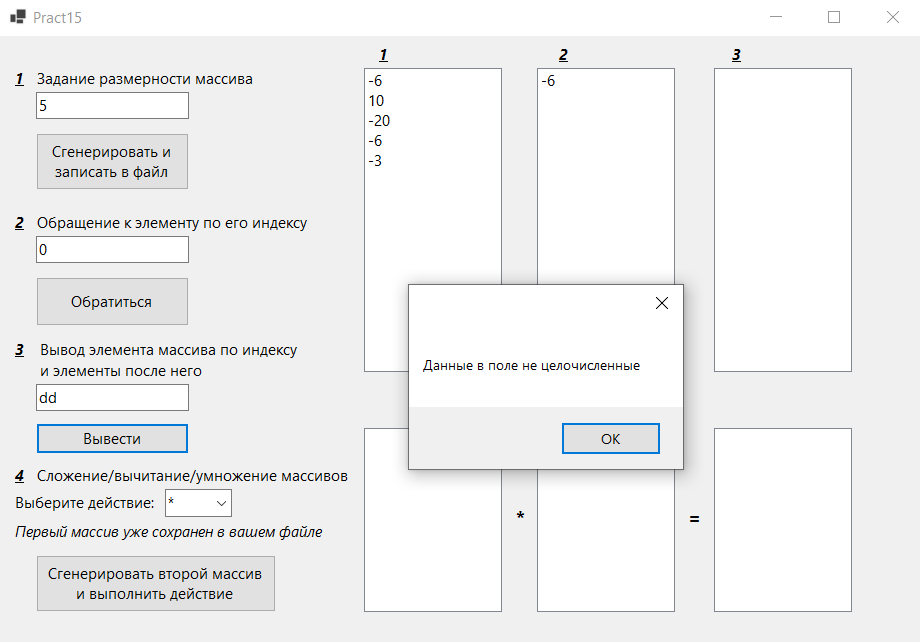 Pract15
1 Задание размерности массива
5
Сгенерировать и
записать в файл
2 Обращение к элементу по его индексу
0
Обратиться
3 Вывод элемента массива по индексу
и элементы после него
dd
Вывести
4 Сложение/вычитание/умножение массивов
Выберите действие: *
Первый массив уже сохранен в вашем файле
Сгенерировать второй массив
и выполнить действие
1
-6
10
-20
-6
-3
2
-6
3
Данные в поле не целочисленные
OK
*
=